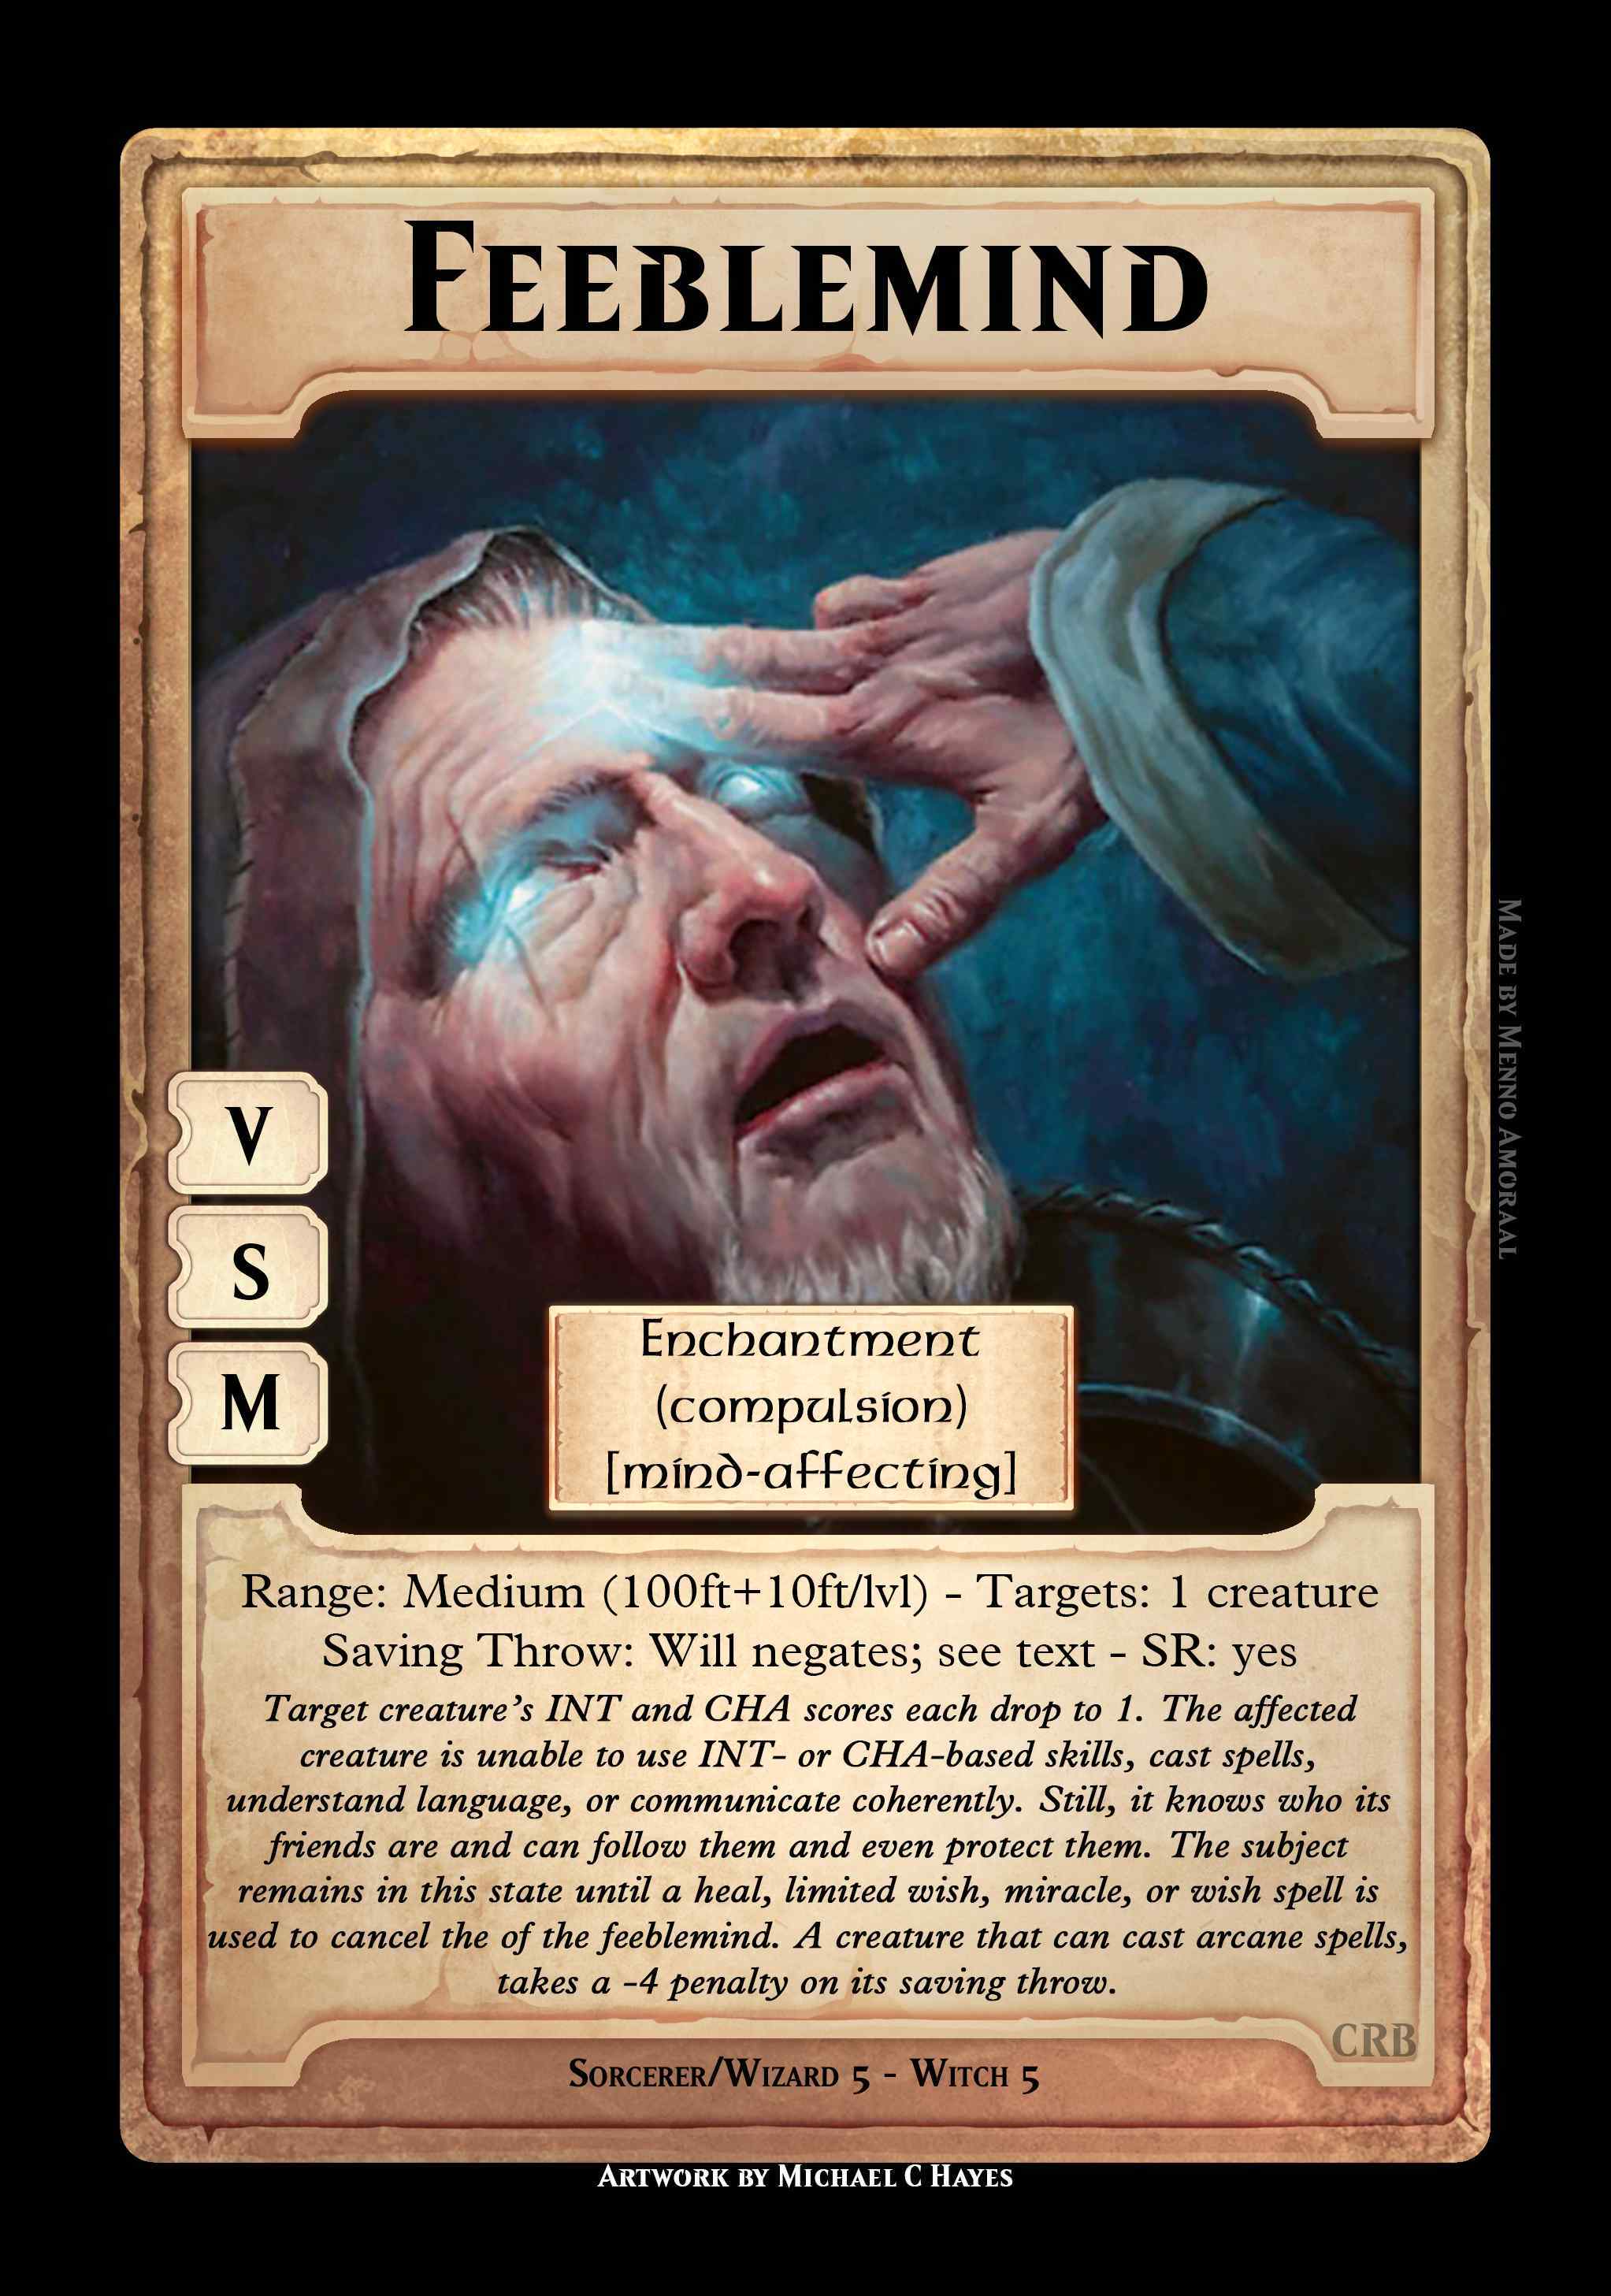 Feeblemind
V
S
M
Enchantment
(compulsion)
[mind-affecting]
Range: Medium (100ft+10ft/lvl) - Targets: 1 creature
Saving Throw: Will negates; see text - SR: yes
Target creature's INT and CHA scores each drop to 1. The affected
creature is unable to use INT- or CHA-based skills, cast spells,
understand language, or communicate coherently. Still, it knows who its
friends are and can follow them and even protect them. The subject
remains in this state until a heal, limited wish, miracle, or wish spell is
used to cancel the of the feeblemind. A creature that can cast arcane spells,
takes a -4 penalty on its saving throw.
CRB
Sorcerer/Wizard 5 - Witch 5
Artwork by Michael C Hayes
Made by Menno Amoraal